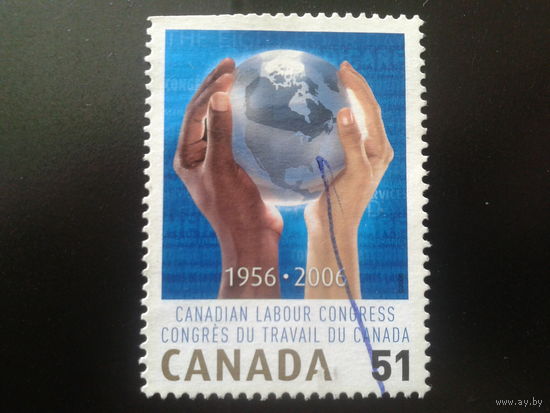 1956 • 2006
CANADIAN LABOUR CONGRESS
CONGRÈS DU TRAVAIL DU CANADA
CANADA 51
www.ay.by